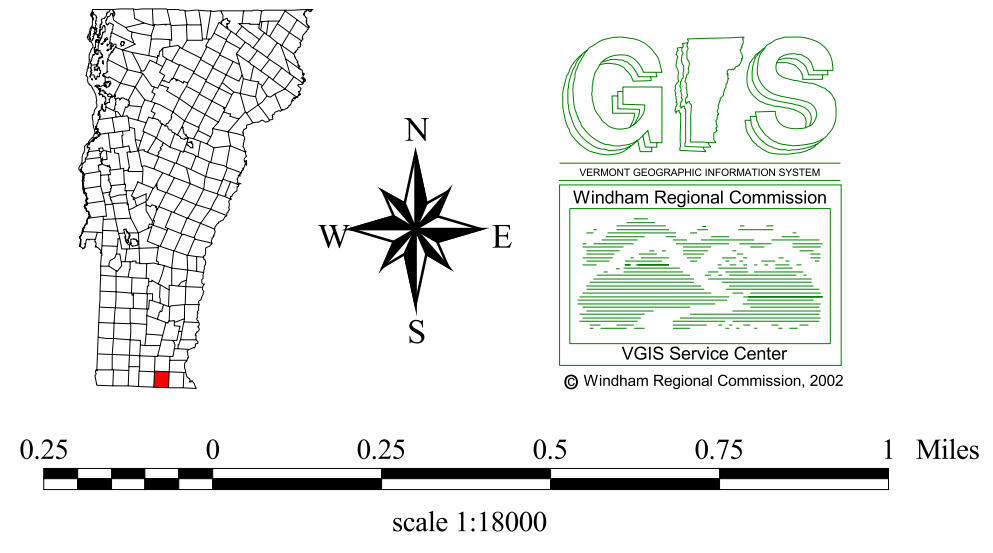 N
W
E
S
GIS
VERMONT GEOGRAPHIC INFORMATION SYSTEM
Windham Regional Commission
VGIS Service Center
© Windham Regional Commission, 2002
0.25 0 0.25 0.5 0.75 1 Miles
scale 1:18000